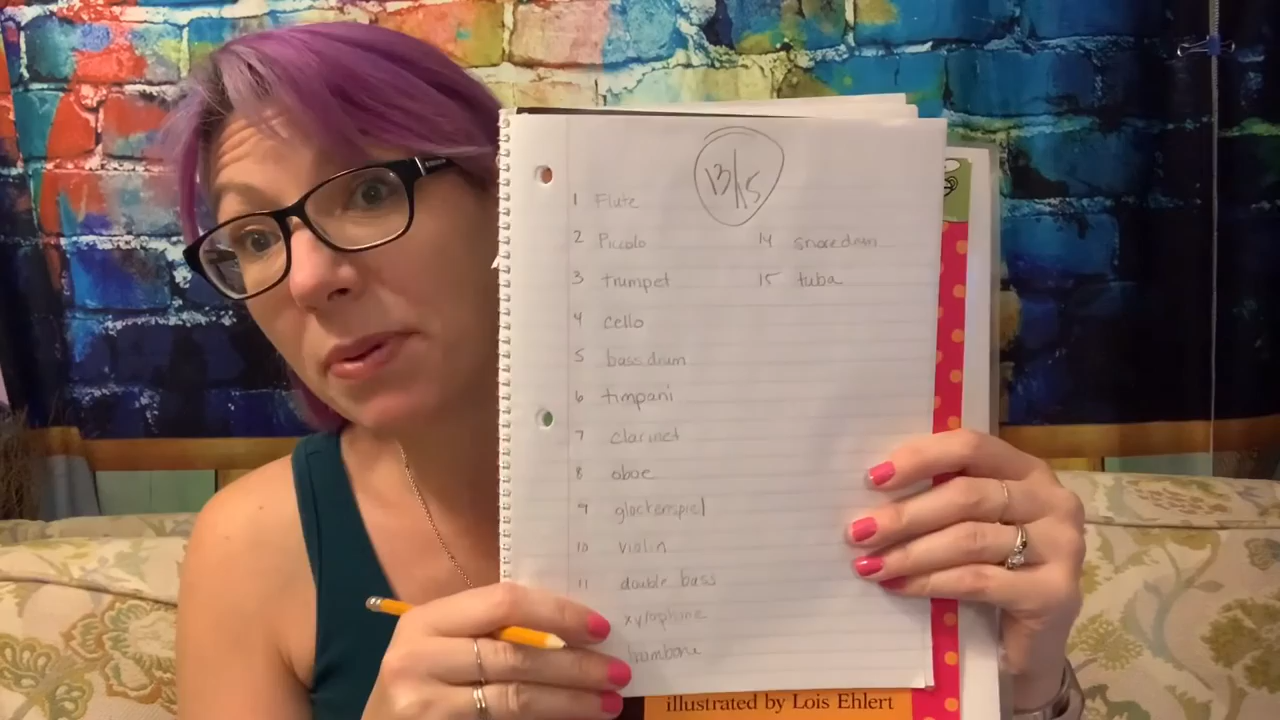 13/15
1 Flute
2 Piccolo
3 trumpet
4 cello
5 bass drum
6 timpani
7 clarinet
8 oboe
9 glockenspiel
10 violin
11 double bass
xylophone
trombone
14 snare drum
15 tuba
illustrated by Lois Ehlert